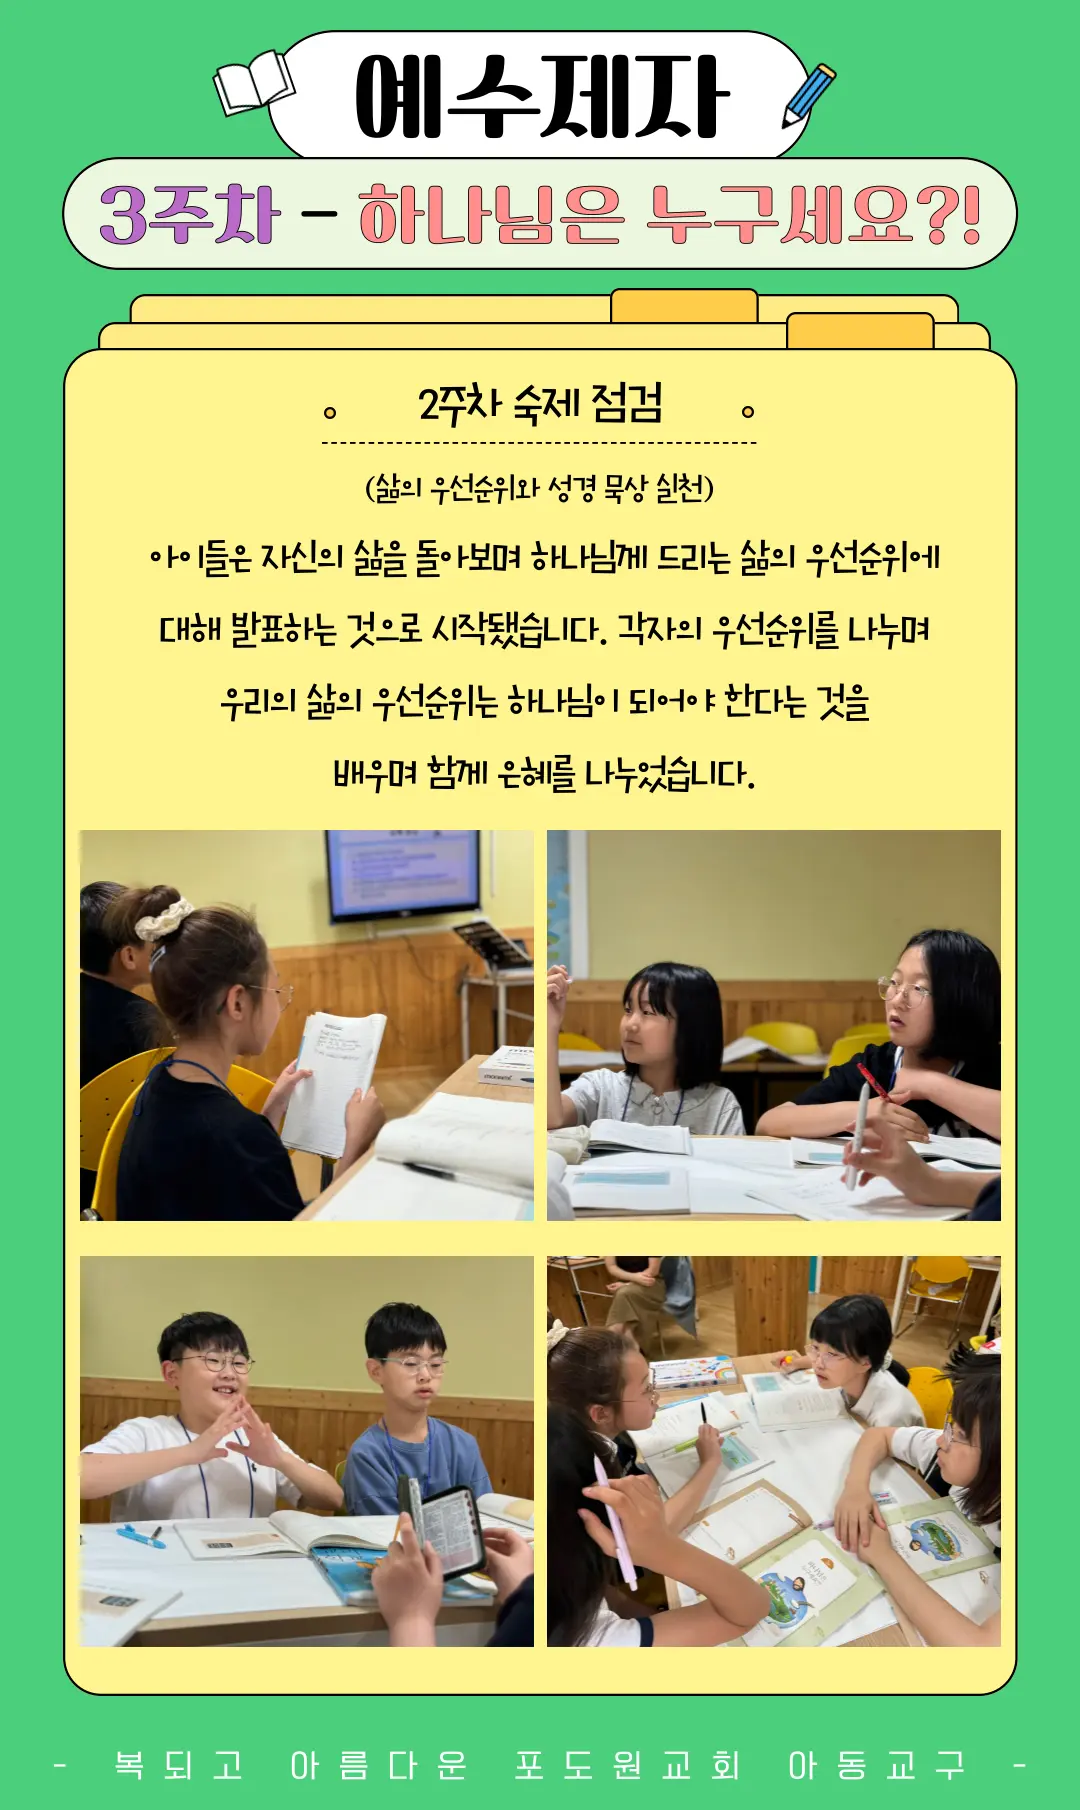 예수제자
3주차 - 하나님은 누구세요?!
2주차 숙제 점검
(삶의 우선순위와 성경 묵상 실천)
아이들은 자신의 삶을 돌아보며 하나님께 드리는 삶의 우선순위에
대해 발표하는 것으로 시작됐습니다. 각자의 우선순위를 나누며
우리의 삶의 우선순위는 하나님이 되어야 한다는 것을
배우며 함께 은혜를 나누었습니다.
- 복되고 아름다운 포도원교회 아동교구 -